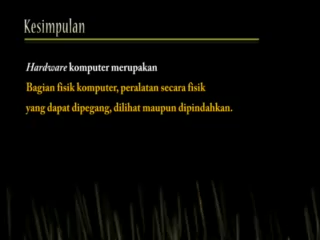 Kesimpulan
Hardware komputer merupakan
Bagian fisik komputer, peralatan secara fisik
yang dapat dipegang, dilihat maupun dipindahkan.